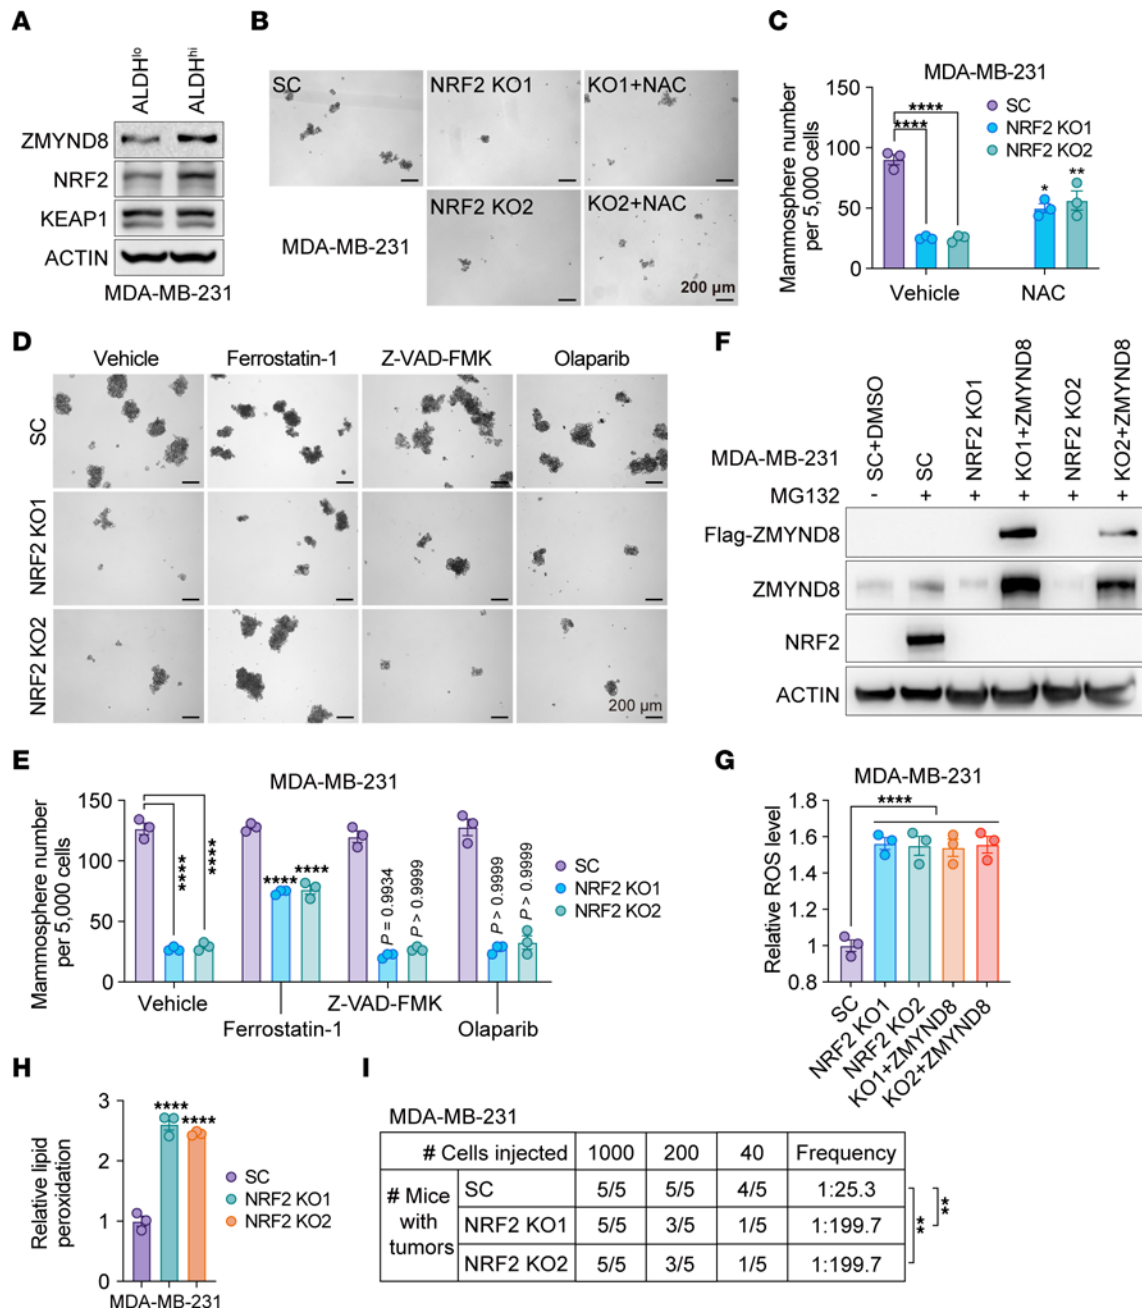 A
ALDHlo
ALDHhi
ZMYND8
NRF2
KEAP1
ACTIN
MDA-MB-231
B
SC
NRF2 KO1
KO1+NAC
NRF2 KO2
KO2+NAC
MDA-MB-231
200 µm
C
MDA-MB-231
Mammosphere number
per 5,000 cells
150
100
50
0
****
****
SC
NRF2 KO1
NRF2 KO2
*
**
Vehicle
NAC
D
Vehicle
Ferrostatin-1
Z-VAD-FMK
Olaparib
SC
NRF2 KO1
NRF2 KO2
200 µm
E
MDA-MB-231
Mammosphere number
per 5,000 cells
150
100
50
0
****
****
****
****
P = 0.9934
P > 0.9999
P > 0.9999
P > 0.9999
SC
NRF2 KO1
NRF2 KO2
Vehicle
Ferrostatin-1
Z-VAD-FMK
Olaparib
F
SC+DMSO
SC
NRF2 KO1
KO1+ZMYND8
NRF2 KO2
KO2+ZMYND8
MDA-MB-231
MG132 - + + + + +
Flag-ZMYND8
ZMYND8
NRF2
ACTIN
G
MDA-MB-231
Relative ROS level
1.8
1.6
1.4
1.2
1
0.8
****
SC
NRF2 KO1
NRF2 KO2
KO1+ZMYND8
KO2+ZMYND8
H
Relative lipid
peroxidation
3
2
1
0
****
****
SC
NRF2 KO1
NRF2 KO2
MDA-MB-231
I
MDA-MB-231
# Cells injected 1000 200 40 Frequency
# Mice
with
tumors
SC 5/5 5/5 4/5 1:25.3
NRF2 KO1 5/5 3/5 1/5 1:199.7
NRF2 KO2 5/5 3/5 1/5 1:199.7
**
**